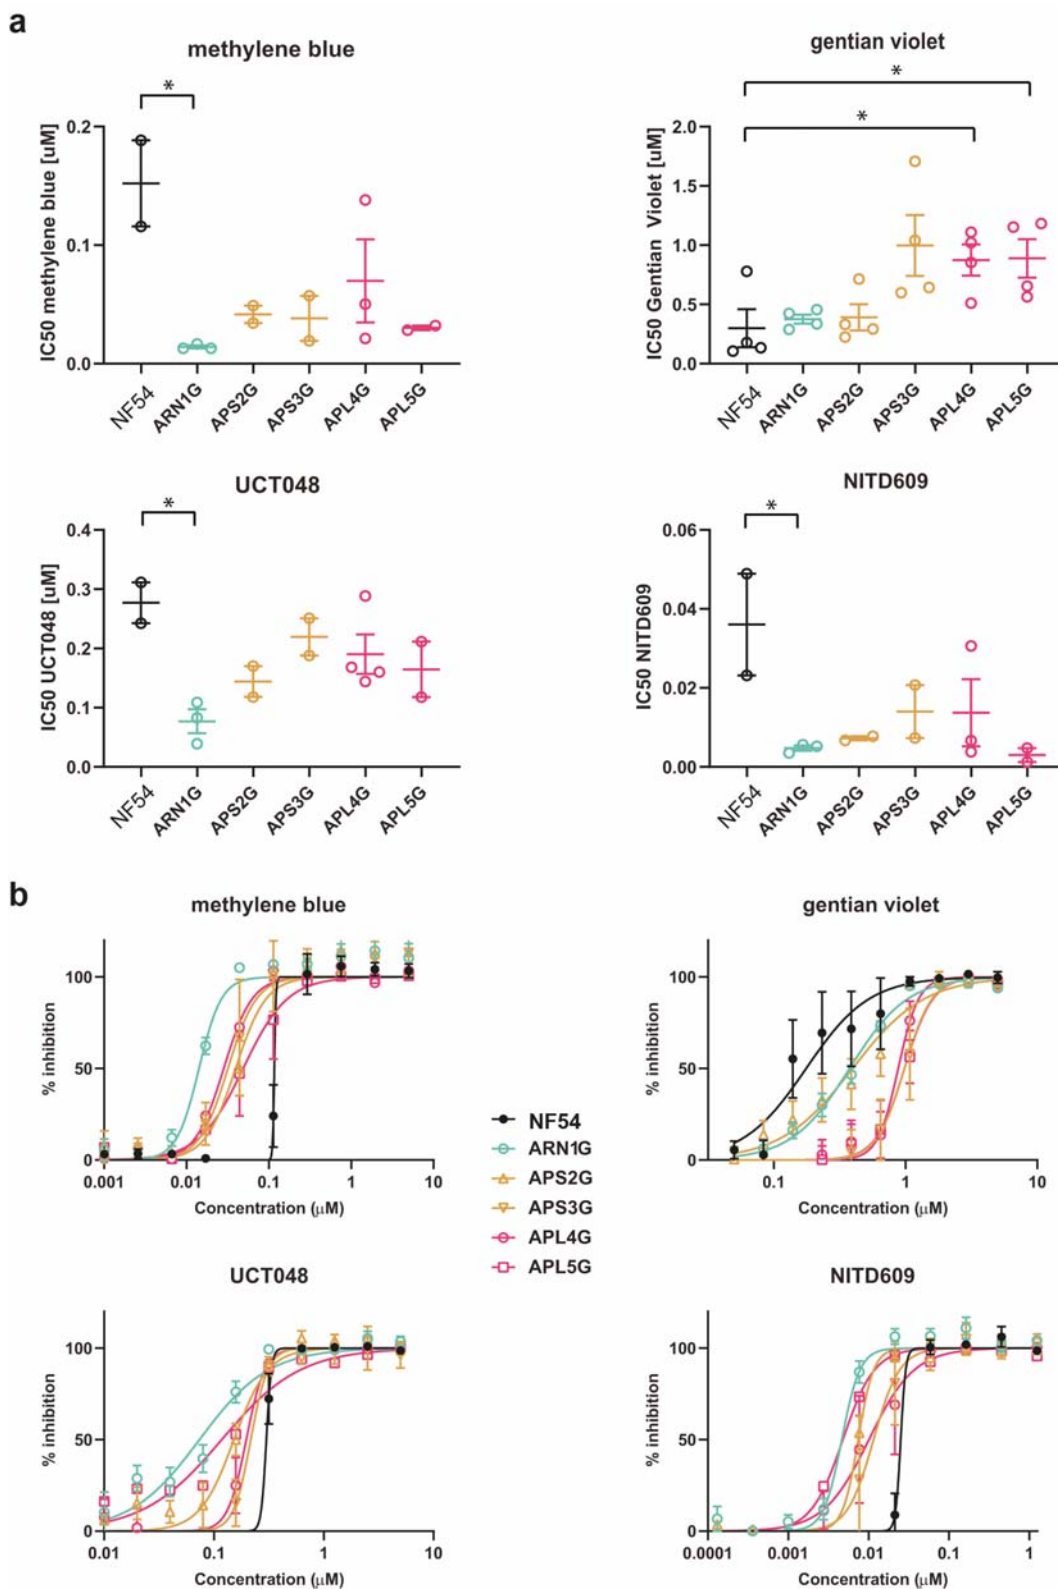 a
methylene blue
gentian violet
*
*
*
IC50 methylene blue [uM]
0.2
0.1
0.0
NF54
ARN1G
APS2G
APS3G
APL4G
APL5G
IC50 Gentian Violet [uM]
2.0
1.5
1.0
0.5
0.0
NF54
ARN1G
APS2G
APS3G
APL4G
APL5G
UCT048
NITD609
*
*
IC50 UCT048 [uM]
0.4
0.3
0.2
0.1
0.0
NF54
ARN1G
APS2G
APS3G
APL4G
APL5G
IC50 NITD609
0.06
0.04
0.02
0.00
NF54
ARN1G
APS2G
APS3G
APL4G
APL5G
b
methylene blue
gentian violet
% inhibition
100
50
0
0.001 0.01 0.1 1 10
Concentration (μM)
% inhibition
100
50
0
0.1 1 10
Concentration (μM)
NF54
ARN1G
APS2G
APS3G
APL4G
APL5G
UCT048
NITD609
% inhibition
100
50
0
0.01 0.1 1 10
Concentration (μM)
% inhibition
100
50
0
0.0001 0.001 0.01 0.1 1
Concentration (μM)